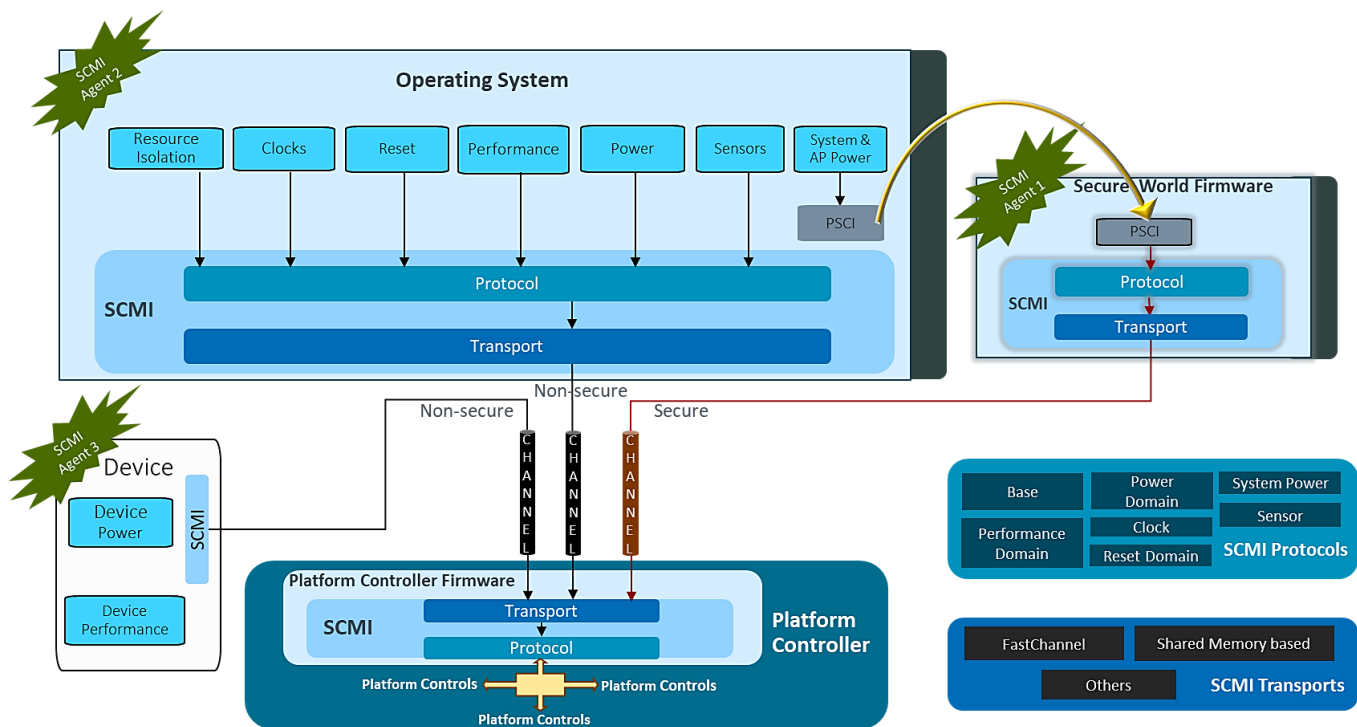 SCMI
Agent 2
Operating System
Resource
Isolation
Clocks
Reset
Performance
Power
Sensors
System &
AP Power
PSCI
SCMI
Protocol
Transport
SCMI
Agent 1
Secure World Firmware
PSCI
SCMI
Protocol
Transport
Non-secure
Non-secure
Secure
CHANNEL
CHANNEL
CHANNEL
SCMI
Agent 3
Device
Device
Power
SCMI
Device
Performance
Platform Controller Firmware
SCMI
Transport
Protocol
Platform
Controller
Platform Controls
Platform Controls
Platform Controls
Base
Power
Domain
System Power
Performance
Domain
Clock
Sensor
Reset Domain
SCMI Protocols
FastChannel
Shared Memory based
Others
SCMI Transports